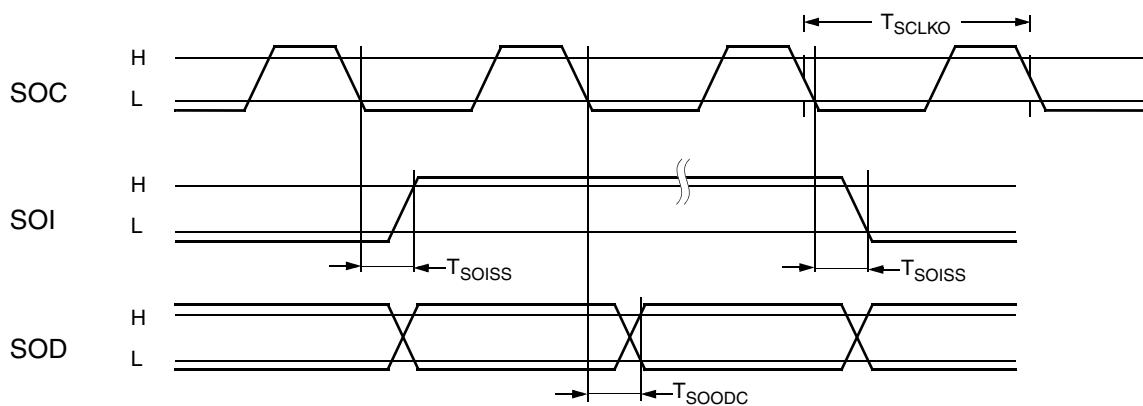 T_SCLKO
H
SOC
L
H
SOI
L
T_SOISS
T_SOISS
H
SOD
L
T_SOODC